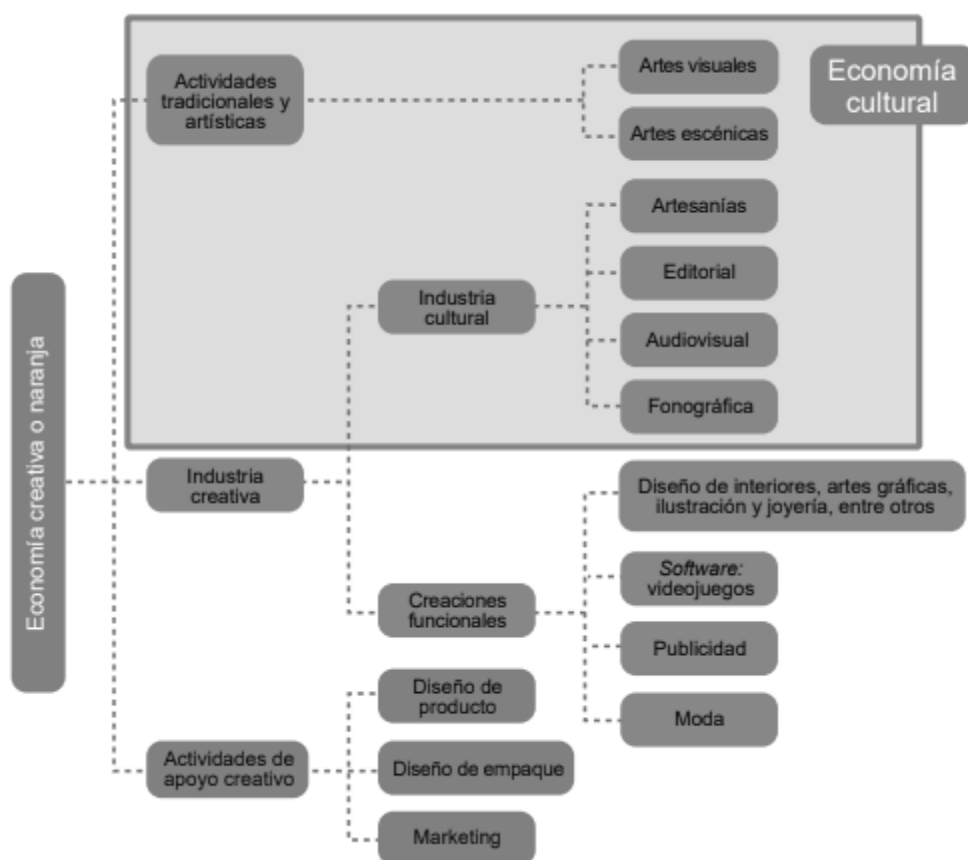 Economía creativa o naranja
Actividades
tradicionales y
artísticas
Artes visuales
Artes escénicas
Economía
cultural
Industria
creativa
Industria
cultural
Artesanías
Editorial
Audiovisual
Fonográfica
Creaciones
funcionales
Diseño de interiores, artes gráficas,
ilustración y joyería, entre otros
Software:
videojuegos
Publicidad
Moda
Actividades de
apoyo creativo
Diseño de
producto
Diseño de empaque
Marketing